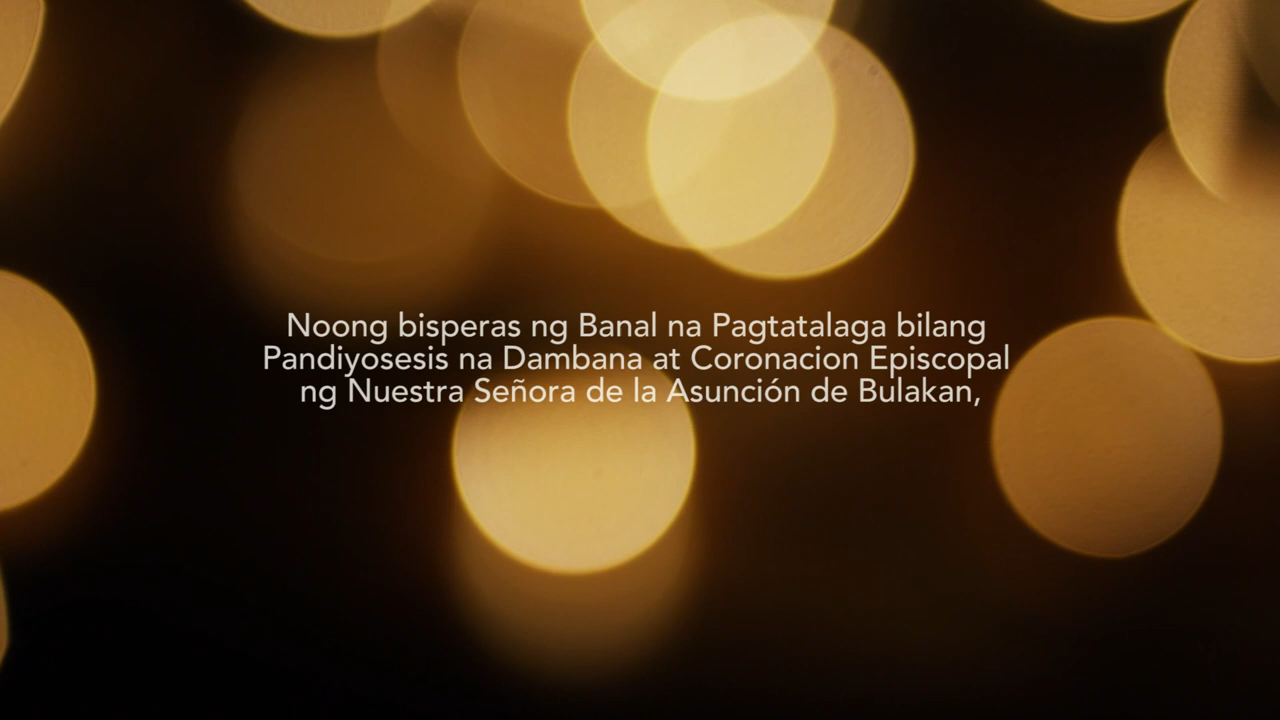 Noong bisperas ng Banal na Pagtatalaga bilang
Pandiyosesis na Dambana at Coronacion Episcopal
ng Nuestra Señora de la Asunción de Bulakan,